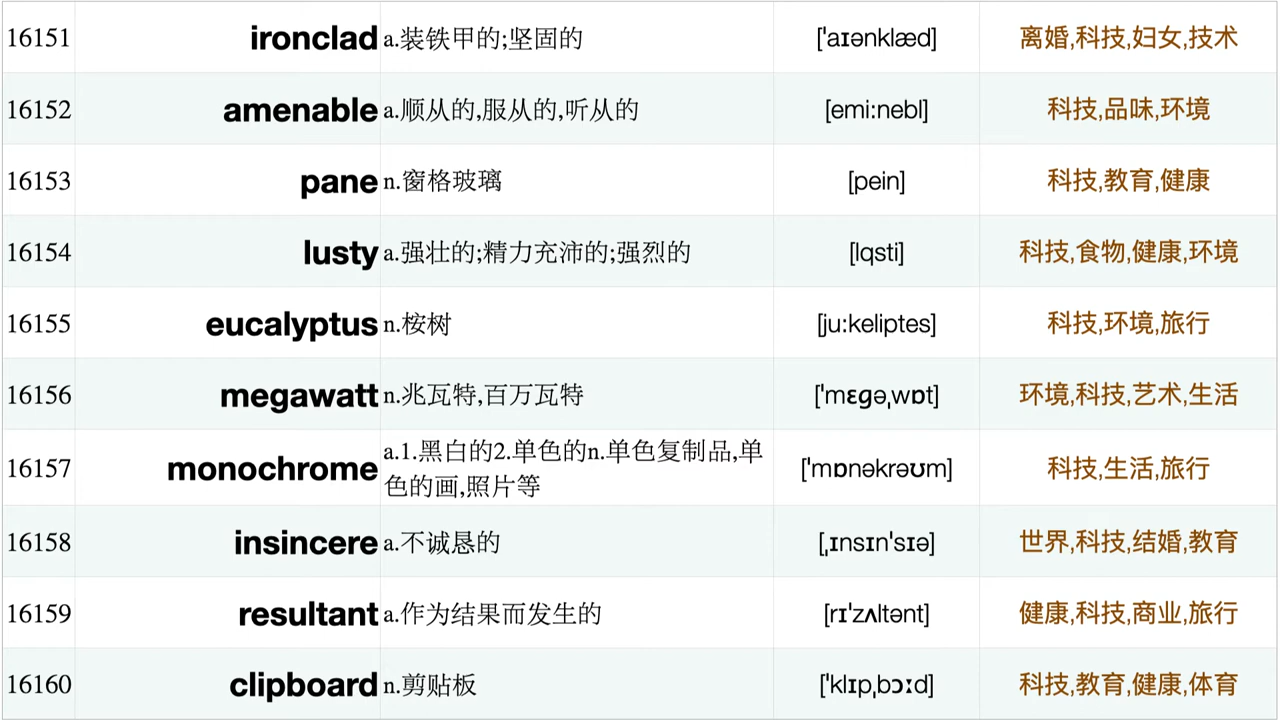 16151 ironclad a.装铁甲的;坚固的 ['aɪənklæd] 离婚,科技,妇女,技术
16152 amenable a.顺从的,服从的,听从的 [emi:nebl] 科技,品味,环境
16153 pane n.窗格玻璃 [pein] 科技,教育,健康
16154 lusty a.强壮的;精力充沛的;强烈的 [lqsti] 科技,食物,健康,环境
16155 eucalyptus n.桉树 [ju:keliptes] 科技,环境,旅行
16156 megawatt n.兆瓦特,百万瓦特 ['mɛɡəˌwɒt] 环境,科技,艺术,生活
16157 monochrome a.1.黑白的2.单色的n.单色复制品,单 ['mɒnəkrəʊm] 科技,生活,旅行
色的画,照片等
16158 insincere a.不诚恳的 [ˌɪnsɪn'sɪə] 世界,科技,结婚,教育
16159 resultant a.作为结果而发生的 [rɪ'zʌltənt] 健康,科技,商业,旅行
16160 clipboard n.剪贴板 ['klɪpˌbɔːd] 科技,教育,健康,体育